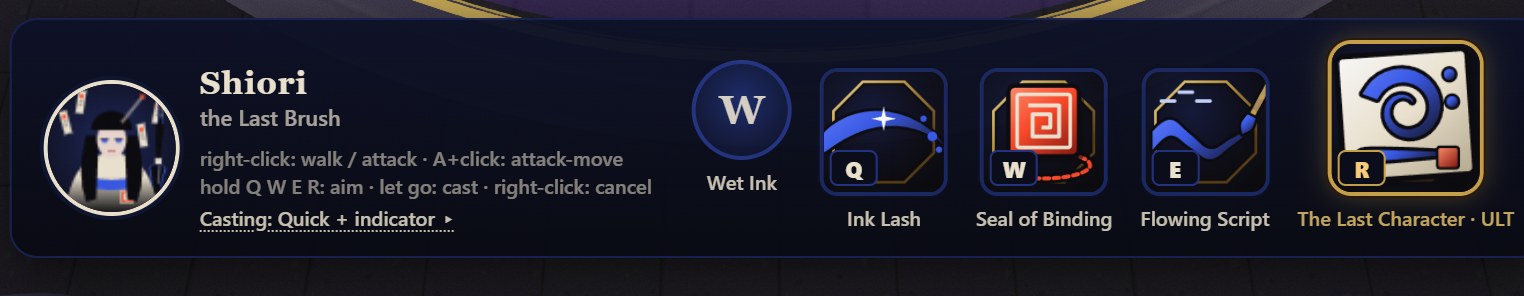 Shiori
the Last Brush
right-click: walk / attack · A+click: attack-move
hold Q W E R: aim · let go: cast · right-click: cancel
Casting: Quick + indicator ▸
W
Wet Ink
Q
Ink Lash
W
Seal of Binding
E
Flowing Script
R
The Last Character · ULT